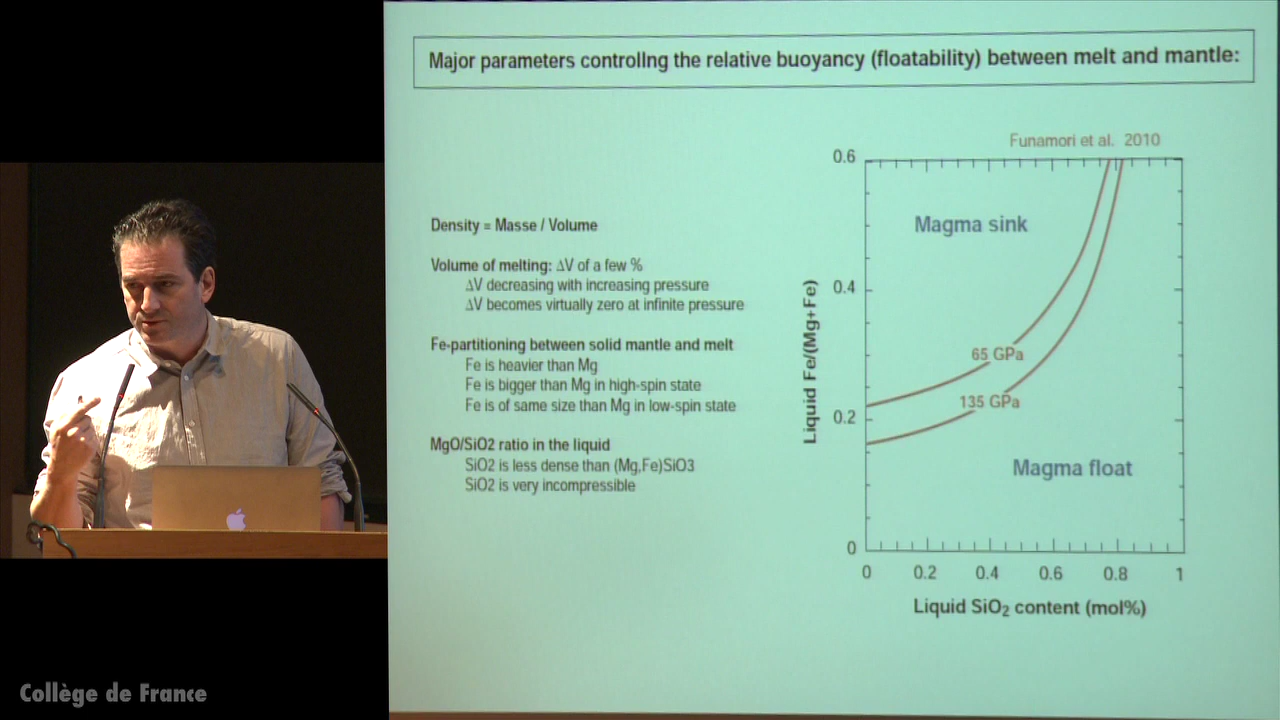 Major parameters controllng the relative buoyancy (floatability) between melt and mantle:
Density = Masse / Volume
Volume of melting: ΔV of a few %
ΔV decreasing with increasing pressure
ΔV becomes virtually zero at infinite pressure
Fe-partitioning between solid mantle and melt
Fe is heavier than Mg
Fe is bigger than Mg in high-spin state
Fe is of same size than Mg in low-spin state
MgO/SiO2 ratio in the liquid
SiO2 is less dense than (Mg,Fe)SiO3
SiO2 is very incompressible
Funamori et al. 2010
0.6
0.4
0.2
0
Liquid Fe/(Mg+Fe)
Magma sink
65 GPa
135 GPa
Magma float
0 0.2 0.4 0.6 0.8 1
Liquid SiO₂ content (mol%)
Collège de France